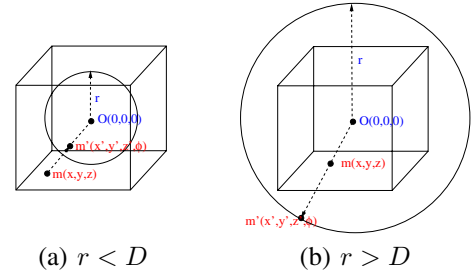 r
O(0,0,0)
m'(x',y',z',ϕ)
m(x,y,z)
(a) r < D
r
O(0,0,0)
m(x,y,z)
m'(x',y',z',ϕ)
(b) r > D